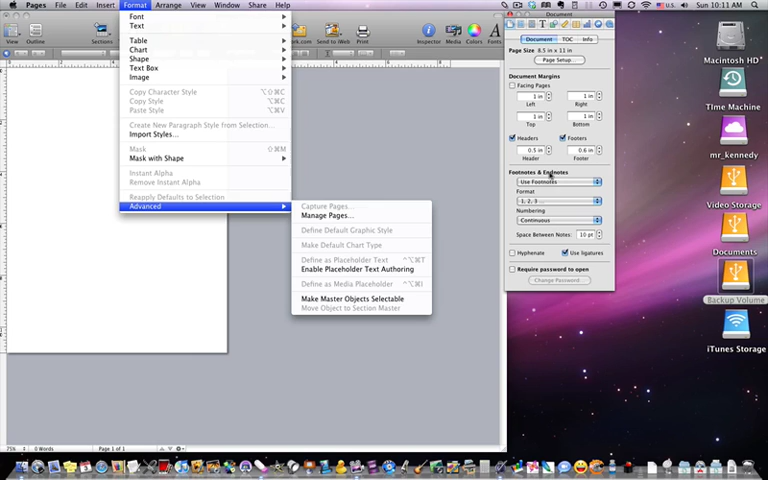 Pages File Edit Insert Format Arrange View Window Share Help Sun 10:11 AM
View Outline Sections
Send to iWeb Print Inspector Media Colors Fonts
Font
Text
Table
Chart
Shape
Text Box
Image
Copy Character Style ⌥⇧⌘C
Copy Style ⌥⌘C
Paste Style ⌥⌘V
Create New Paragraph Style from Selection...
Import Styles...
Mask ⇧⌘M
Mask with Shape
Instant Alpha
Remove Instant Alpha
Reapply Defaults to Selection
Advanced
Capture Pages...
Manage Pages...
Define Default Graphic Style
Make Default Chart Type
Define as Placeholder Text ^⌥⌘T
Enable Placeholder Text Authoring
Define as Media Placeholder ^⌥⌘I
Make Master Objects Selectable
Move Object to Section Master
Document
Document TOC Info
Page Size 8.5 in x 11 in
Page Setup...
Document Margins
Facing Pages
1 in 1 in
Left Right
1 in 1 in
Top Bottom
Headers Footers
0.5 in 0.6 in
Header Footer
Footnotes & Endnotes
Use Footnotes
Format
1, 2, 3 ...
Numbering
Continuous
Space Between Notes: 10 pt
Hyphenate Use ligatures
Require password to open
Change Password...
Macintosh HD
TIme Machine
mr_kennedy
Video Storage
Documents
Backup Volume
iTunes Storage
75% 0 Words Page 1 of 1